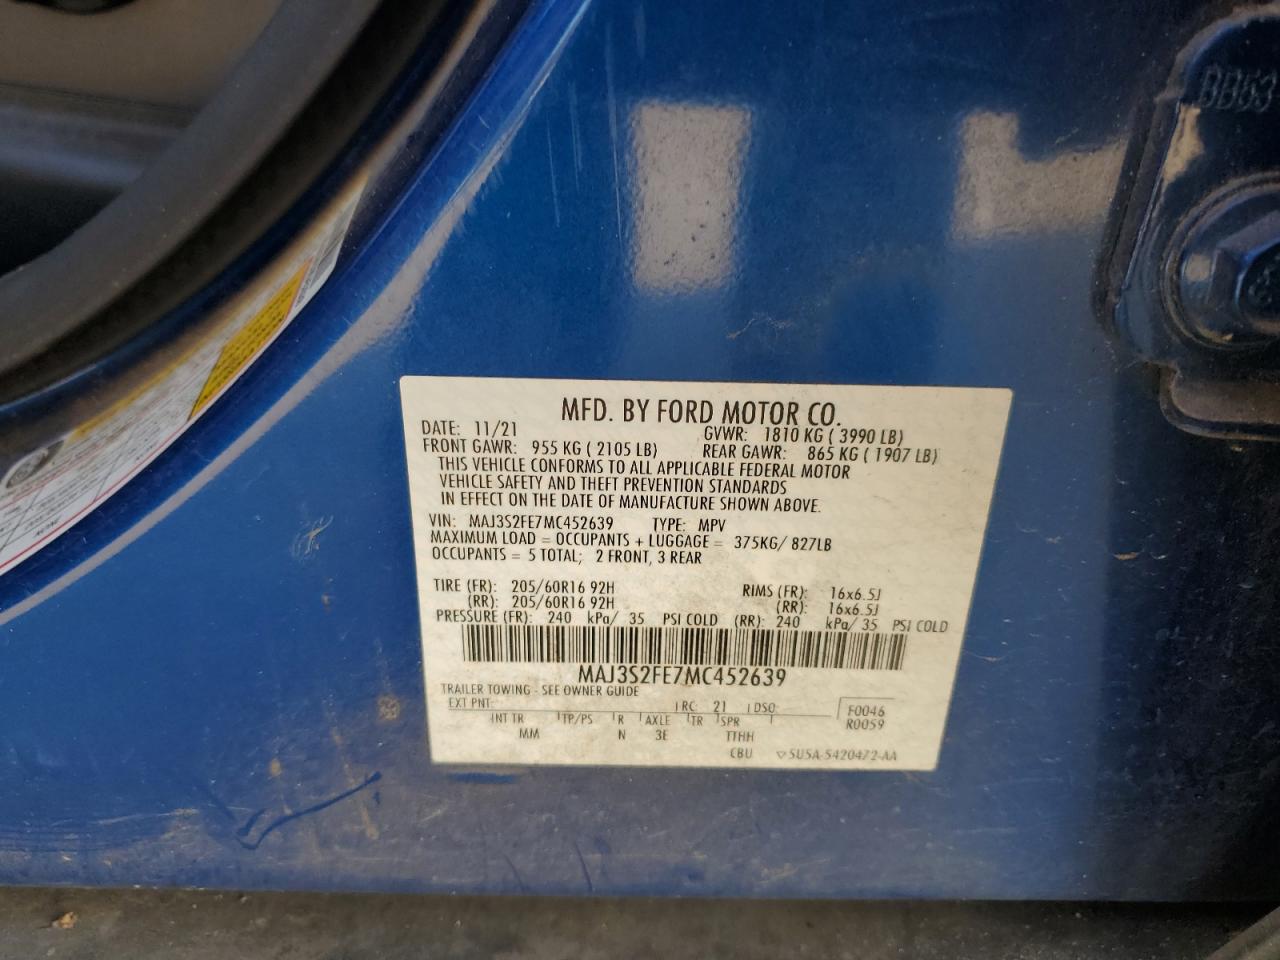 BB63
MFD. BY FORD MOTOR CO.
DATE: 11/21 GVWR: 1810 KG ( 3990 LB)
FRONT GAWR: 955 KG ( 2105 LB) REAR GAWR: 865 KG ( 1907 LB)
THIS VEHICLE CONFORMS TO ALL APPLICABLE FEDERAL MOTOR
VEHICLE SAFETY AND THEFT PREVENTION STANDARDS
IN EFFECT ON THE DATE OF MANUFACTURE SHOWN ABOVE.
VIN: MAJ3S2FE7MC452639 TYPE: MPV
MAXIMUM LOAD = OCCUPANTS + LUGGAGE = 375KG/ 827LB
OCCUPANTS = 5 TOTAL; 2 FRONT, 3 REAR
TIRE (FR): 205/60R16 92H RIMS (FR): 16x6.5J
(RR): 205/60R16 92H (RR): 16x6.5J
PRESSURE (FR): 240 kPa/ 35 PSI COLD (RR): 240 kPa/ 35 PSI COLD
MAJ3S2FE7MC452639
TRAILER TOWING - SEE OWNER GUIDE
EXT PNT: RC: 21 DSO: F0046
INT TR TP/PS R AXLE TR SPR R0059
MM N 3E TTHH
CBU SU5A-5420472-AA